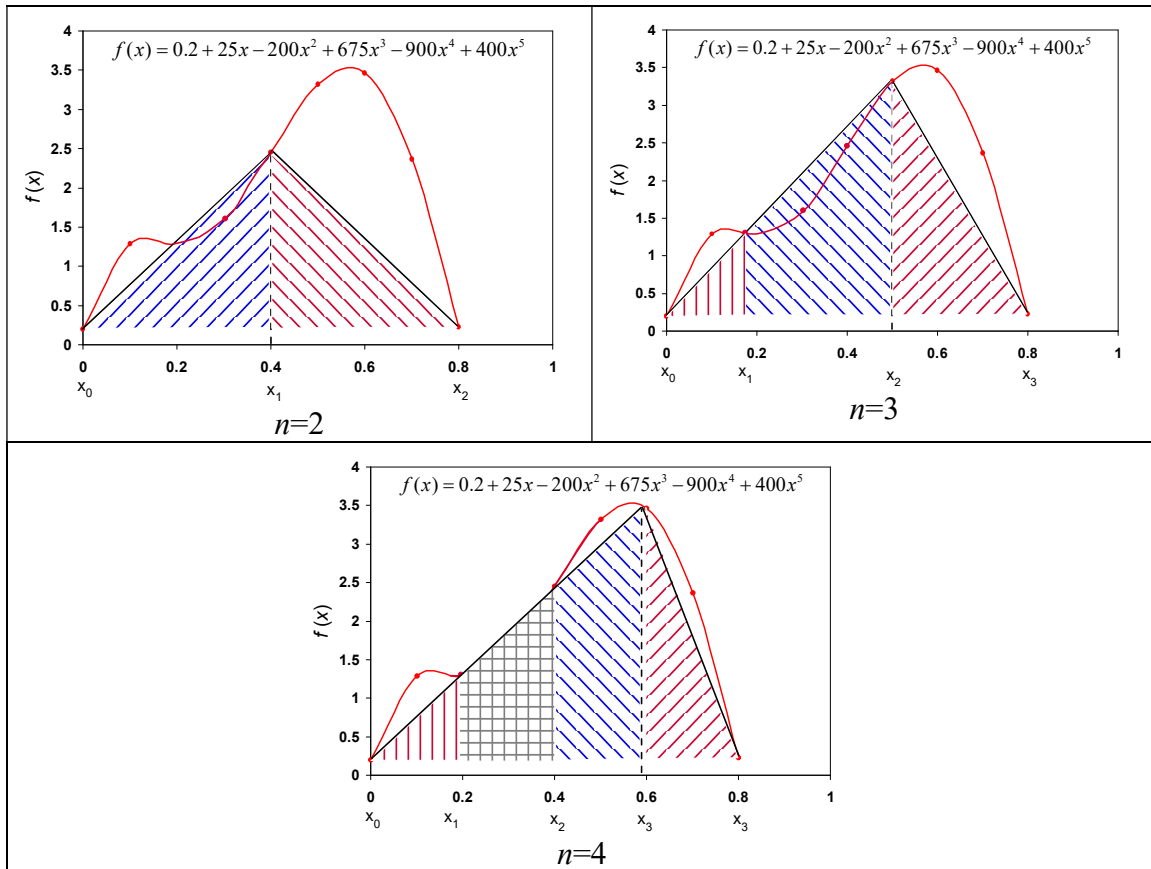 f(x) = 0.2 + 25x − 200x² + 675x³ − 900x⁴ + 400x⁵
4
3.5
3
2.5
2
1.5
1
0.5
0
f(x)
0 0.2 0.4 0.6 0.8 1
x₀ x₁ x₂
n=2
f(x) = 0.2 + 25x − 200x² + 675x³ − 900x⁴ + 400x⁵
4
3.5
3
2.5
2
1.5
1
0.5
0
f(x)
0 0.2 0.4 0.6 0.8 1
x₀ x₁ x₂ x₃
n=3
f(x) = 0.2 + 25x − 200x² + 675x³ − 900x⁴ + 400x⁵
4
3.5
3
2.5
2
1.5
1
0.5
0
f(x)
0 0.2 0.4 0.6 0.8 1
x₀ x₁ x₂ x₃ x₃
n=4